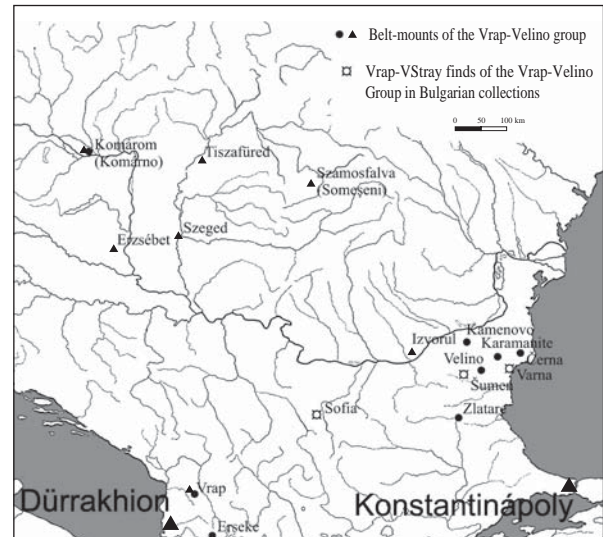 Belt-mounts of the Vrap-Velino group
Vrap-VStray finds of the Vrap-Velino
Group in Bulgarian collections
0 50 100 km
Komárom
(Komárno)
Tiszafüred
Számosfalva
(Someşeni)
Erzsébet
Szeged
Izvorul
Kamenovo
Karamanite
Verna
Velino
Varna
Šumen
Sofia
Zlatare
Vrap
Dürrakhion
Konstantinápoly
Erseke